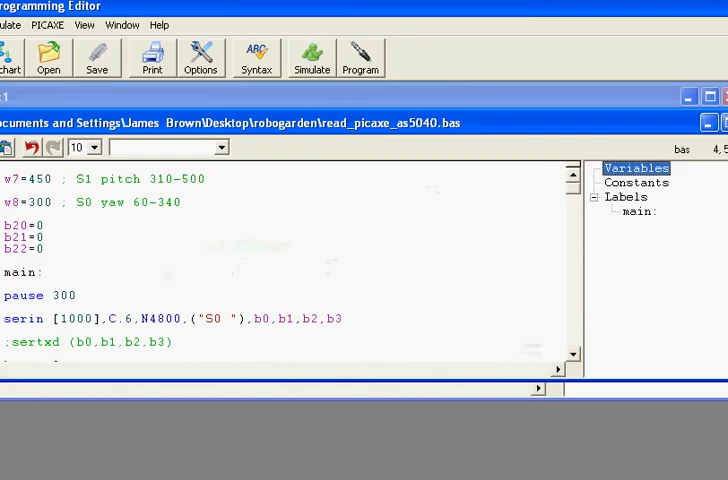 rogramming Editor
ulate PICAXE View Window Help
chart Open Save Print Options Syntax Simulate Program
:1
ocuments and Settings\James Brown\Desktop\robogarden\read_picaxe_as5040.bas
10 bas 4,5
w7=450 ; S1 pitch 310-500
w8=300 ; S0 yaw 60-340
b20=0
b21=0
b22=0
main:
pause 300
serin [1000],C.6,N4800,("S0 "),b0,b1,b2,b3
;sertxd (b0,b1,b2,b3)
Variables
Constants
Labels
main: